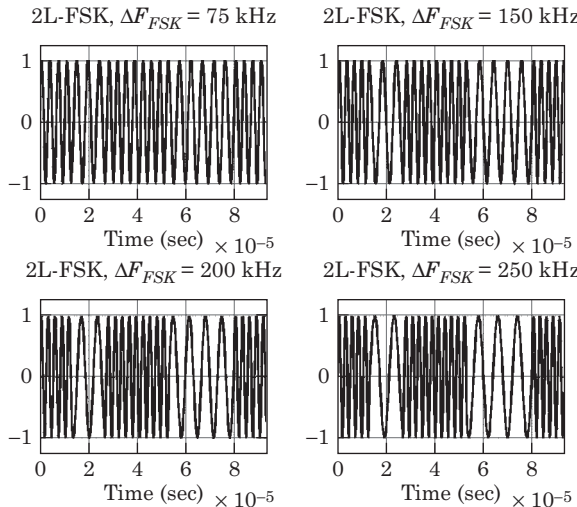 2L-FSK, ΔF_FSK = 75 kHz
1
0
−1
0 2 4 6 8
Time (sec) × 10⁻⁵
2L-FSK, ΔF_FSK = 150 kHz
1
0
−1
0 2 4 6 8
Time (sec) × 10⁻⁵
2L-FSK, ΔF_FSK = 200 kHz
1
0
−1
0 2 4 6 8
Time (sec) × 10⁻⁵
2L-FSK, ΔF_FSK = 250 kHz
1
0
−1
0 2 4 6 8
Time (sec) × 10⁻⁵